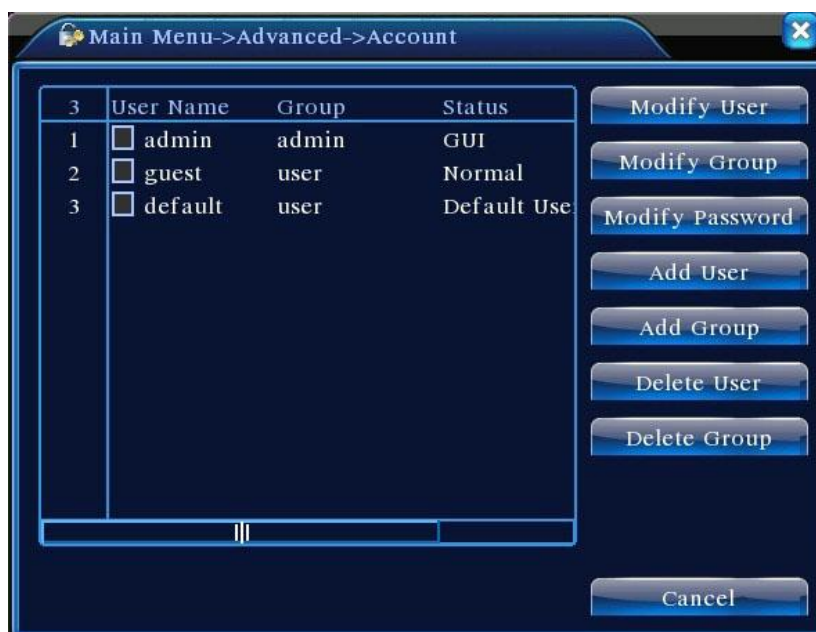 Main Menu->Advanced->Account
3 User Name Group Status
1 admin admin GUI
2 guest user Normal
3 default user Default Use
Modify User
Modify Group
Modify Password
Add User
Add Group
Delete User
Delete Group
Cancel